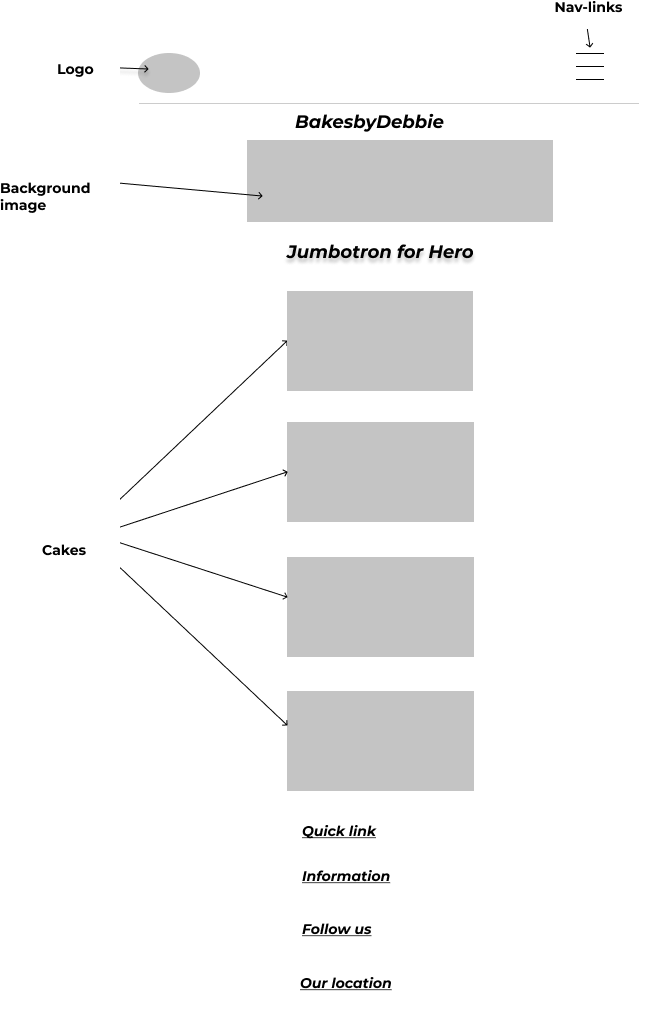 Nav-links
Logo
BakesbyDebbie
Background
image
Jumbotron for Hero
Cakes
Quick link
Information
Follow us
Our location